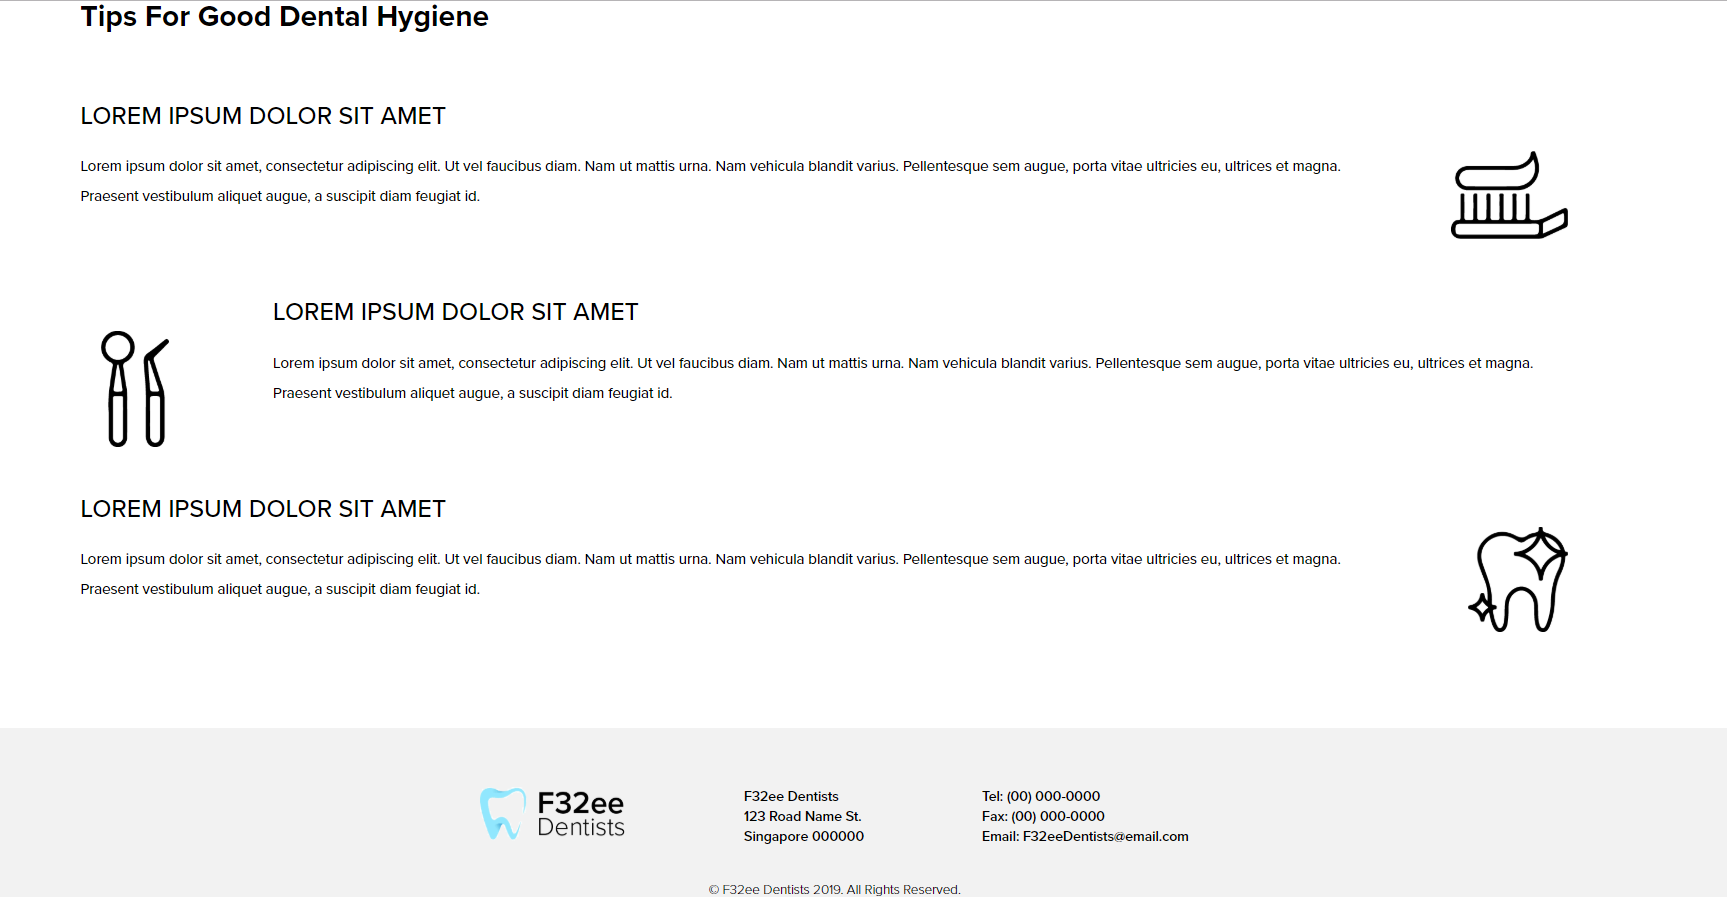 Tips For Good Dental Hygiene
LOREM IPSUM DOLOR SIT AMET
Lorem ipsum dolor sit amet, consectetur adipiscing elit. Ut vel faucibus diam. Nam ut mattis urna. Nam vehicula blandit varius. Pellentesque sem augue, porta vitae ultricies eu, ultrices et magna.
Praesent vestibulum aliquet augue, a suscipit diam feugiat id.
LOREM IPSUM DOLOR SIT AMET
Lorem ipsum dolor sit amet, consectetur adipiscing elit. Ut vel faucibus diam. Nam ut mattis urna. Nam vehicula blandit varius. Pellentesque sem augue, porta vitae ultricies eu, ultrices et magna.
Praesent vestibulum aliquet augue, a suscipit diam feugiat id.
LOREM IPSUM DOLOR SIT AMET
Lorem ipsum dolor sit amet, consectetur adipiscing elit. Ut vel faucibus diam. Nam ut mattis urna. Nam vehicula blandit varius. Pellentesque sem augue, porta vitae ultricies eu, ultrices et magna.
Praesent vestibulum aliquet augue, a suscipit diam feugiat id.
F32ee
Dentists
F32ee Dentists
123 Road Name St.
Singapore 000000
Tel: (00) 000-0000
Fax: (00) 000-0000
Email: F32eeDentists@email.com
© F32ee Dentists 2019. All Rights Reserved.